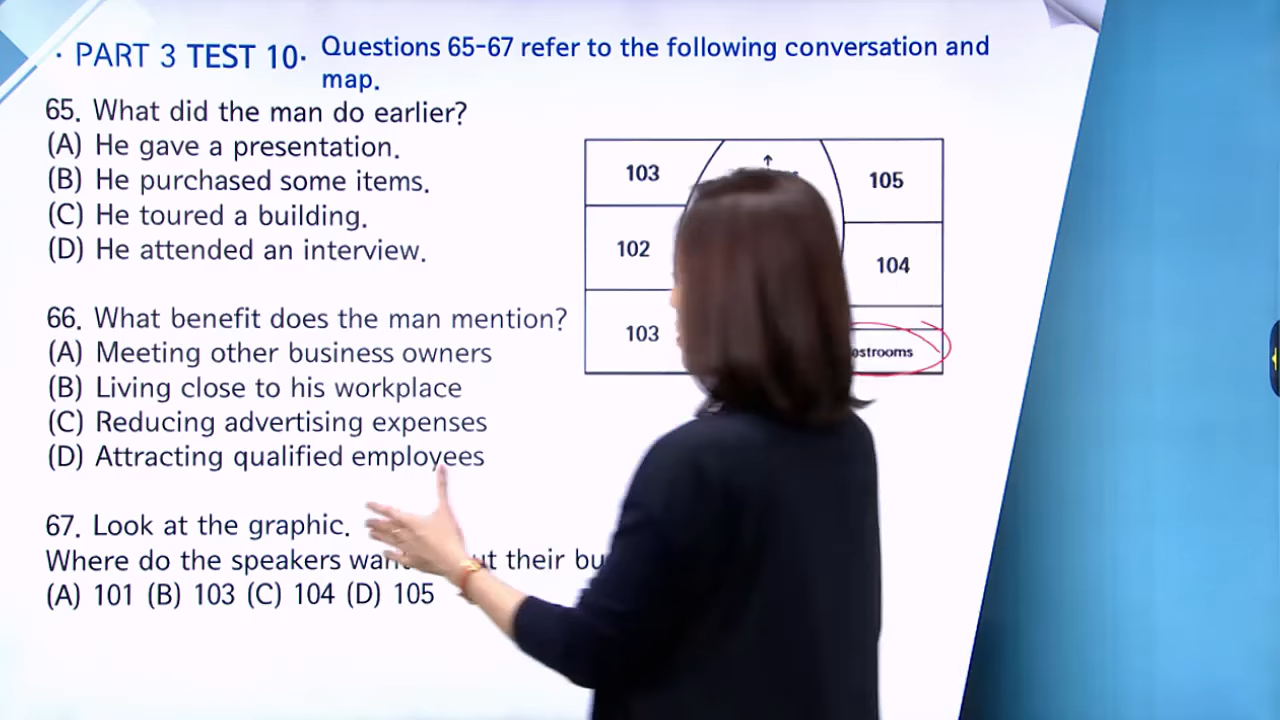 · PART 3 TEST 10· Questions 65-67 refer to the following conversation and
map.
65. What did the man do earlier?
(A) He gave a presentation.
(B) He purchased some items.
(C) He toured a building.
(D) He attended an interview.
66. What benefit does the man mention?
(A) Meeting other business owners
(B) Living close to his workplace
(C) Reducing advertising expenses
(D) Attracting qualified employees
67. Look at the graphic.
Where do the speakers their
(A) 101 (B) 103 (C) 104 (D) 105
103
102
103
105
104